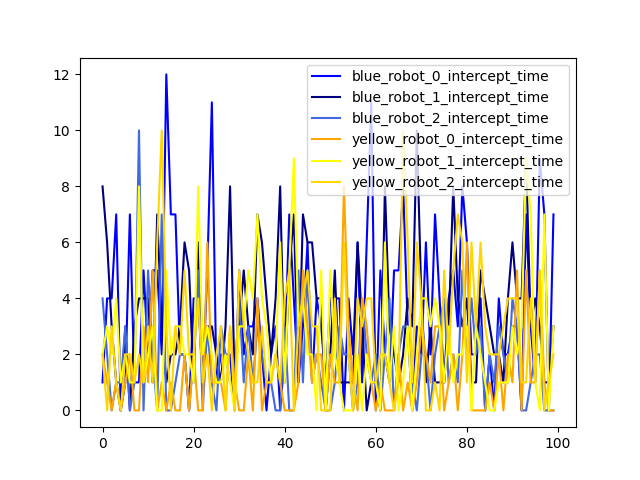 12
10
8
6
4
2
0
0
20
40
60
80
100
blue_robot_0_intercept_time
blue_robot_1_intercept_time
blue_robot_2_intercept_time
yellow_robot_0_intercept_time
yellow_robot_1_intercept_time
yellow_robot_2_intercept_time